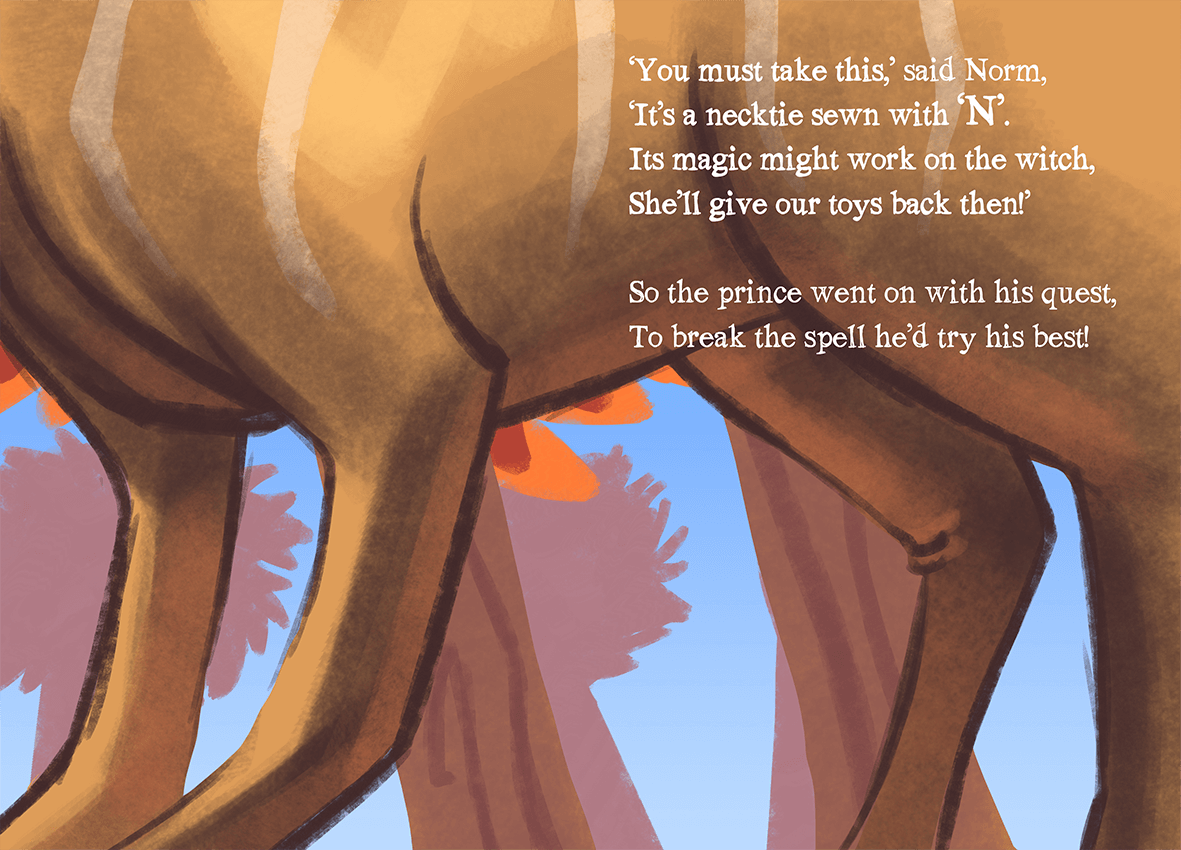 ‘You must take this,’ said Norm,
‘It’s a necktie sewn with ‘N’.
Its magic might work on the witch,
She’ll give our toys back then!’
So the prince went on with his quest,
To break the spell he’d try his best!